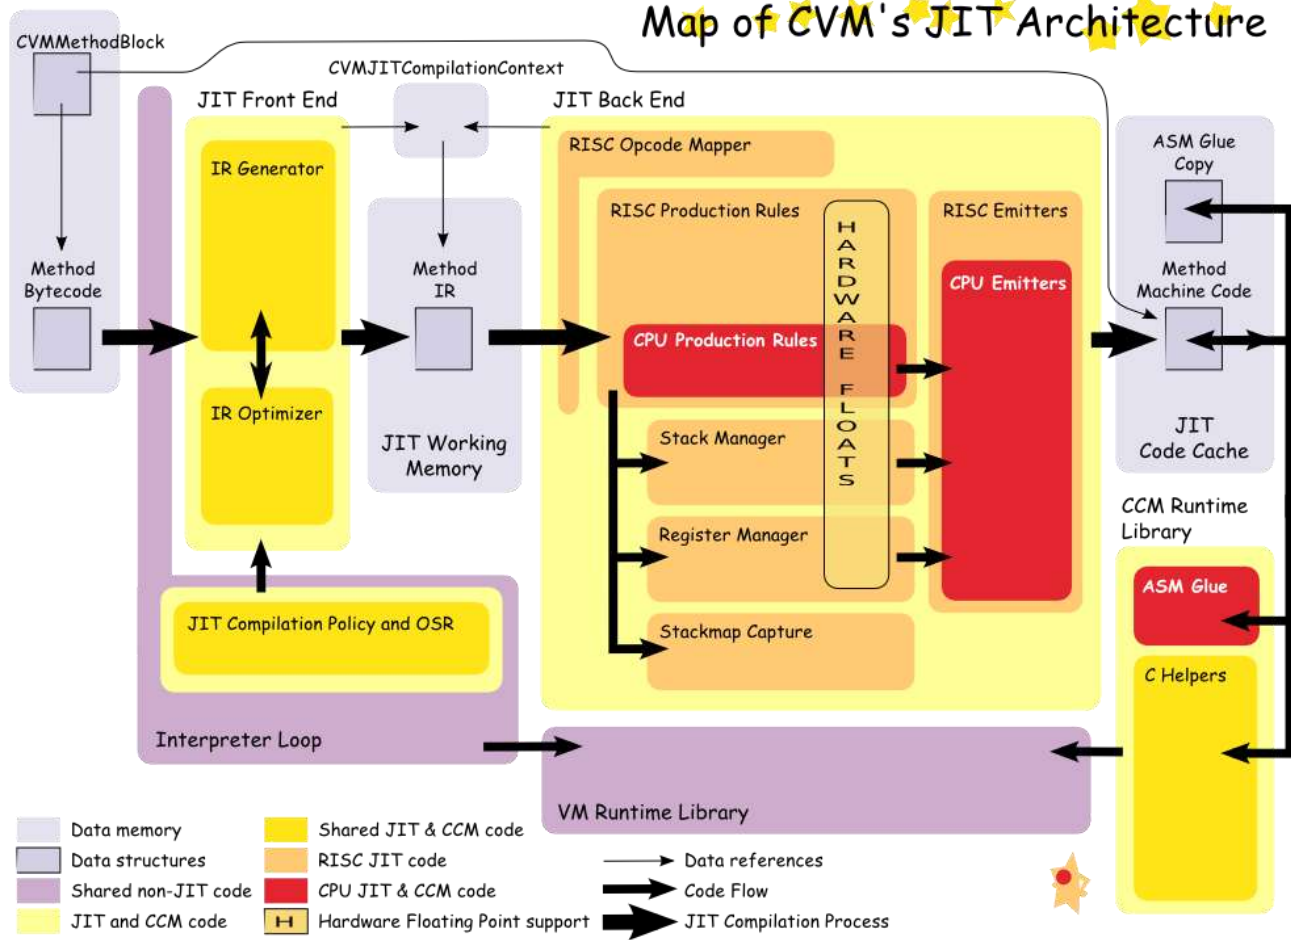 Map of CVM's JIT Architecture
CVMMethodBlock
CVMJITCompilationContext
JIT Front End
JIT Back End
RISC Opcode Mapper
ASM Glue
Copy
IR Generator
RISC Production Rules
HARDWARE FLOATS
RISC Emitters
Method
Bytecode
Method
IR
CPU Emitters
Method
Machine Code
CPU Production Rules
IR Optimizer
JIT Working
Memory
Stack Manager
JIT
Code Cache
CCM Runtime
Library
Register Manager
ASM Glue
JIT Compilation Policy and OSR
Stackmap Capture
C Helpers
Interpreter Loop
VM Runtime Library
Data memory
Data structures
Shared non-JIT code
JIT and CCM code
Shared JIT & CCM code
RISC JIT code
CPU JIT & CCM code
H
Hardware Floating Point support
Data references
Code Flow
JIT Compilation Process